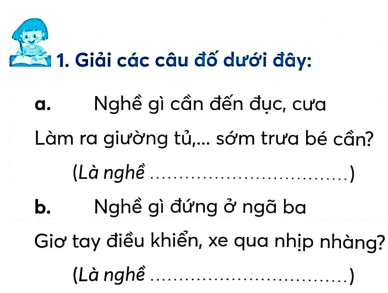 1. Giải các câu đố dưới đây:
a. Nghề gì cần đến đục, cưa
Làm ra giường tủ,... sớm trưa bé cần?
(Là nghề ..................................)
b. Nghề gì đứng ở ngã ba
Giơ tay điều khiển, xe qua nhịp nhàng?
(Là nghề ..................................)